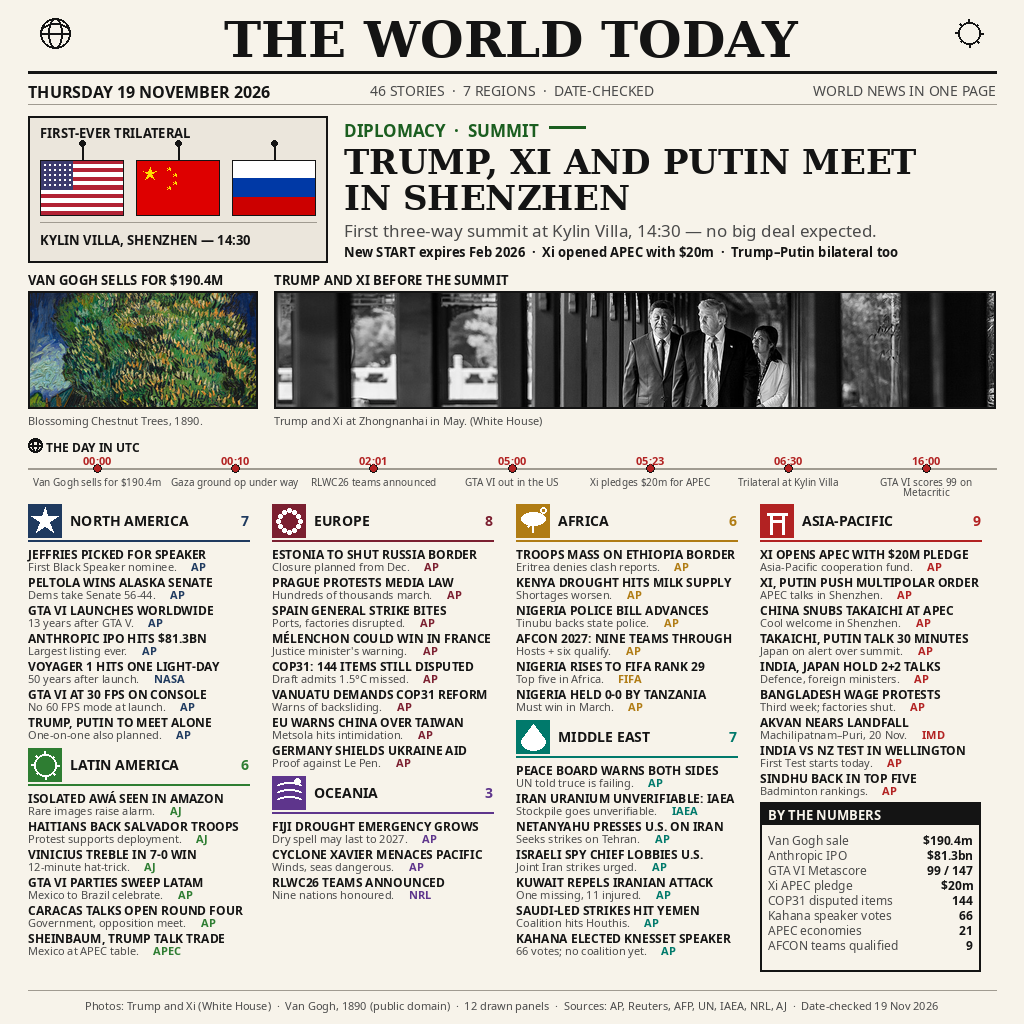 THE WORLD TODAY
THURSDAY 19 NOVEMBER 2026
46 STORIES · 7 REGIONS · DATE-CHECKED
WORLD NEWS IN ONE PAGE
FIRST-EVER TRILATERAL
KYLIN VILLA, SHENZHEN — 14:30
DIPLOMACY · SUMMIT
TRUMP, XI AND PUTIN MEET
IN SHENZHEN
First three-way summit at Kylin Villa, 14:30 — no big deal expected.
New START expires Feb 2026 · Xi opened APEC with $20m · Trump–Putin bilateral too
VAN GOGH SELLS FOR $190.4M
Blossoming Chestnut Trees, 1890.
TRUMP AND XI BEFORE THE SUMMIT
Trump and Xi at Zhongnanhai in May. (White House)
THE DAY IN UTC
00:00
Van Gogh sells for $190.4m
00:10
Gaza ground op under way
02:01
RLWC26 teams announced
05:00
GTA VI out in the US
05:23
Xi pledges $20m for APEC
06:30
Trilateral at Kylin Villa
16:00
GTA VI scores 99 on
Metacritic
NORTH AMERICA 7
JEFFRIES PICKED FOR SPEAKER
First Black Speaker nominee. AP
PELTOLA WINS ALASKA SENATE
Dems take Senate 56-44. AP
GTA VI LAUNCHES WORLDWIDE
13 years after GTA V. AP
ANTHROPIC IPO HITS $81.3BN
Largest listing ever. AP
VOYAGER 1 HITS ONE LIGHT-DAY
50 years after launch. NASA
GTA VI AT 30 FPS ON CONSOLE
No 60 FPS mode at launch. AP
TRUMP, PUTIN TO MEET ALONE
One-on-one also planned. AP
LATIN AMERICA 6
ISOLATED AWÁ SEEN IN AMAZON
Rare images raise alarm. AJ
HAITIANS BACK SALVADOR TROOPS
Protest supports deployment. AJ
VINICIUS TREBLE IN 7-0 WIN
12-minute hat-trick. AJ
GTA VI PARTIES SWEEP LATAM
Mexico to Brazil celebrate. AP
CARACAS TALKS OPEN ROUND FOUR
Government, opposition meet. AP
SHEINBAUM, TRUMP TALK TRADE
Mexico at APEC table. APEC
EUROPE 8
ESTONIA TO SHUT RUSSIA BORDER
Closure planned from Dec. AP
PRAGUE PROTESTS MEDIA LAW
Hundreds of thousands march. AP
SPAIN GENERAL STRIKE BITES
Ports, factories disrupted. AP
MÉLENCHON COULD WIN IN FRANCE
Justice minister's warning. AP
COP31: 144 ITEMS STILL DISPUTED
Draft admits 1.5°C missed. AP
VANUATU DEMANDS COP31 REFORM
Warns of backsliding. AP
EU WARNS CHINA OVER TAIWAN
Metsola hits intimidation. AP
GERMANY SHIELDS UKRAINE AID
Proof against Le Pen. AP
OCEANIA 3
FIJI DROUGHT EMERGENCY GROWS
Dry spell may last to 2027. AP
CYCLONE XAVIER MENACES PACIFIC
Winds, seas dangerous. AP
RLWC26 TEAMS ANNOUNCED
Nine nations honoured. NRL
AFRICA 6
TROOPS MASS ON ETHIOPIA BORDER
Eritrea denies clash reports. AP
KENYA DROUGHT HITS MILK SUPPLY
Shortages worsen. AP
NIGERIA POLICE BILL ADVANCES
Tinubu backs state police. AP
AFCON 2027: NINE TEAMS THROUGH
Hosts + six qualify. AP
NIGERIA RISES TO FIFA RANK 29
Top five in Africa. FIFA
NIGERIA HELD 0-0 BY TANZANIA
Must win in March. AP
MIDDLE EAST 7
PEACE BOARD WARNS BOTH SIDES
UN told truce is failing. AP
IRAN URANIUM UNVERIFIABLE: IAEA
Stockpile goes unverifiable. IAEA
NETANYAHU PRESSES U.S. ON IRAN
Seeks strikes on Tehran. AP
ISRAELI SPY CHIEF LOBBIES U.S.
Joint Iran strikes urged. AP
KUWAIT REPELS IRANIAN ATTACK
One missing, 11 injured. AP
SAUDI-LED STRIKES HIT YEMEN
Coalition hits Houthis. AP
KAHANA ELECTED KNESSET SPEAKER
66 votes; no coalition yet. AP
ASIA-PACIFIC 9
XI OPENS APEC WITH $20M PLEDGE
Asia-Pacific cooperation fund. AP
XI, PUTIN PUSH MULTIPOLAR ORDER
APEC talks in Shenzhen. AP
CHINA SNUBS TAKAICHI AT APEC
Cool welcome in Shenzhen. AP
TAKAICHI, PUTIN TALK 30 MINUTES
Japan on alert over summit. AP
INDIA, JAPAN HOLD 2+2 TALKS
Defence, foreign ministers. AP
BANGLADESH WAGE PROTESTS
Third week; factories shut. AP
AKVAN NEARS LANDFALL
Machilipatnam–Puri, 20 Nov. IMD
INDIA VS NZ TEST IN WELLINGTON
First Test starts today. AP
SINDHU BACK IN TOP FIVE
Badminton rankings. AP
BY THE NUMBERS
Van Gogh sale $190.4m
Anthropic IPO $81.3bn
GTA VI Metascore 99 / 147
Xi APEC pledge $20m
COP31 disputed items 144
Kahana speaker votes 66
APEC economies 21
AFCON teams qualified 9
Photos: Trump and Xi (White House) · Van Gogh, 1890 (public domain) · 12 drawn panels · Sources: AP, Reuters, AFP, UN, IAEA, NRL, AJ · Date-checked 19 Nov 2026